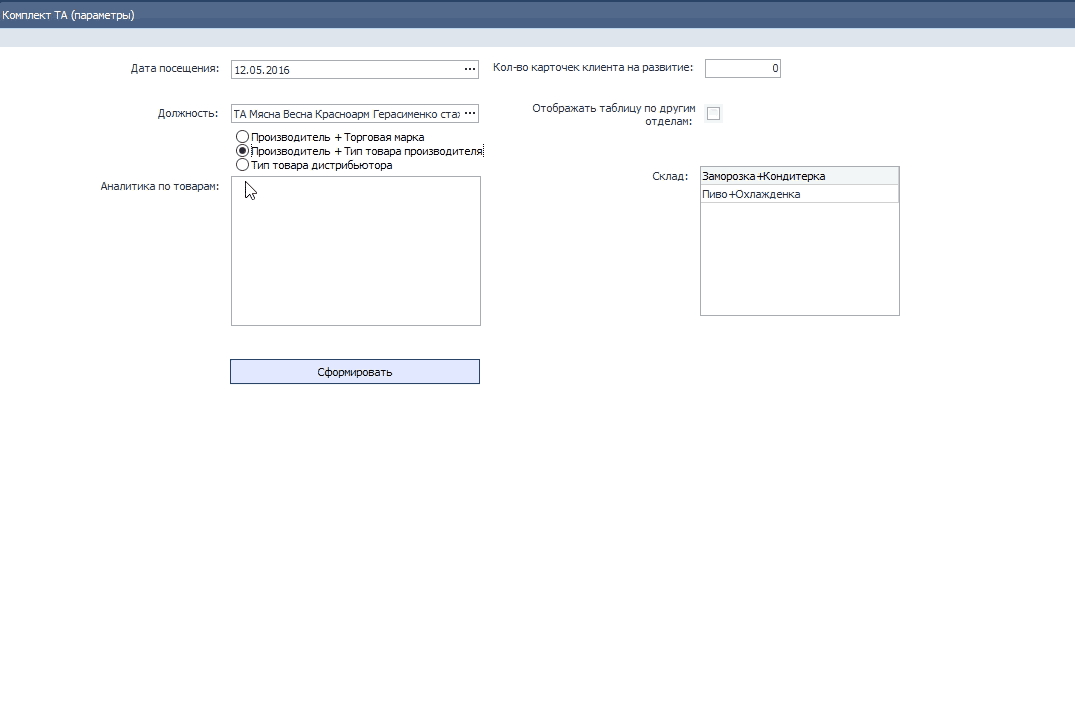 Комплект ТА (параметры)
Дата посещения: 12.05.2016 ... Кол-во карточек клиента на развитие: 0
Должность: ТА Мясна Весна Красноарм Герасименко ста ... Отображать таблицу по другим
отделам:
Производитель + Торговая марка
Производитель + Тип товара производителя
Тип товара дистрибьютора
Аналитика по товарам:
Склад: Заморозка+Кондитерка
Пиво+Охлажденка
Сформировать